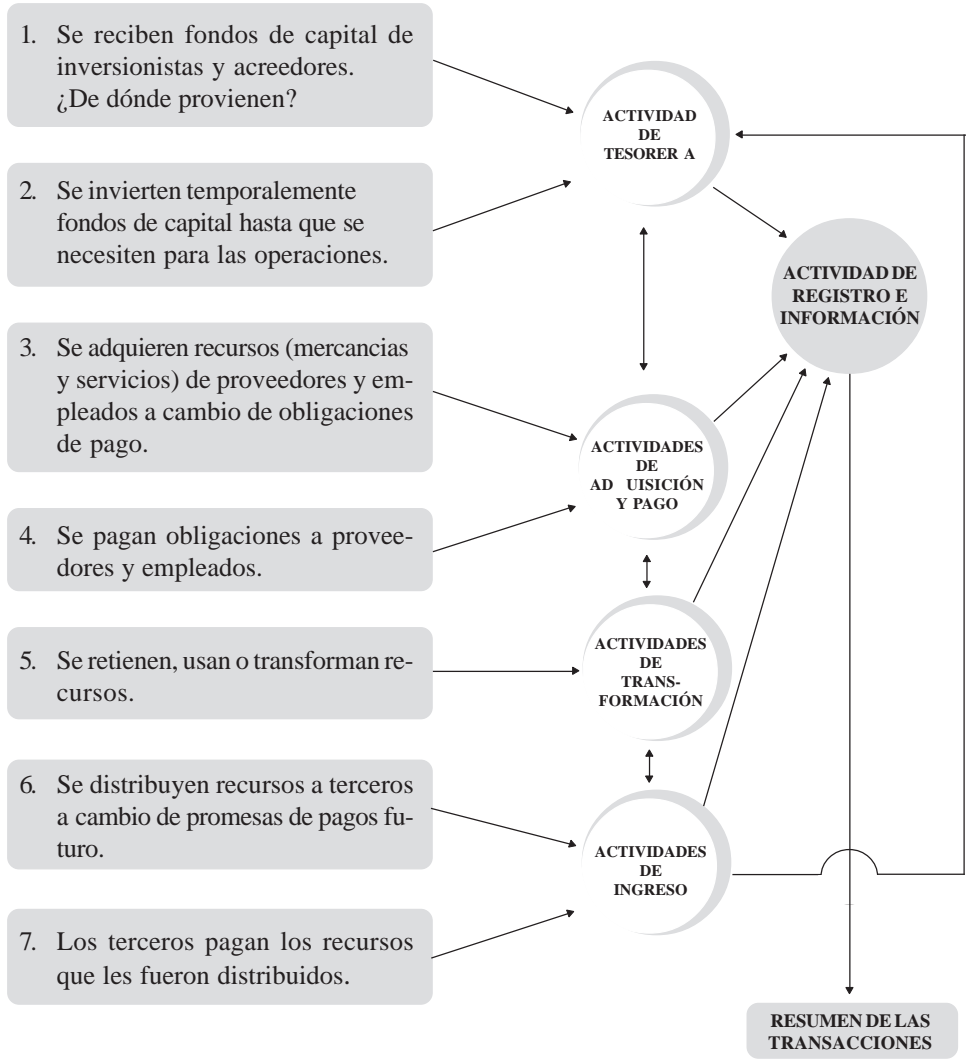 1. Se reciben fondos de capital de
inversionistas y acreedores.
¿De dónde provienen?
2. Se invierten temporalemente
fondos de capital hasta que se
necesiten para las operaciones.
3. Se adquieren recursos (mercancias
y servicios) de proveedores y em-
pleados a cambio de obligaciones
de pago.
4. Se pagan obligaciones a provee-
dores y empleados.
5. Se retienen, usan o transforman re-
cursos.
6. Se distribuyen recursos a terceros
a cambio de promesas de pagos fu-
turo.
7. Los terceros pagan los recursos
que les fueron distribuidos.
ACTIVIDAD
DE
TESORER A
ACTIVIDADES
DE
AD UISICIÓN
Y PAGO
ACTIVIDADES
DE
TRANS-
FORMACIÓN
ACTIVIDADES
DE
INGRESO
ACTIVIDAD DE
REGISTRO E
INFORMACIÓN
RESUMEN DE LAS
TRANSACCIONES